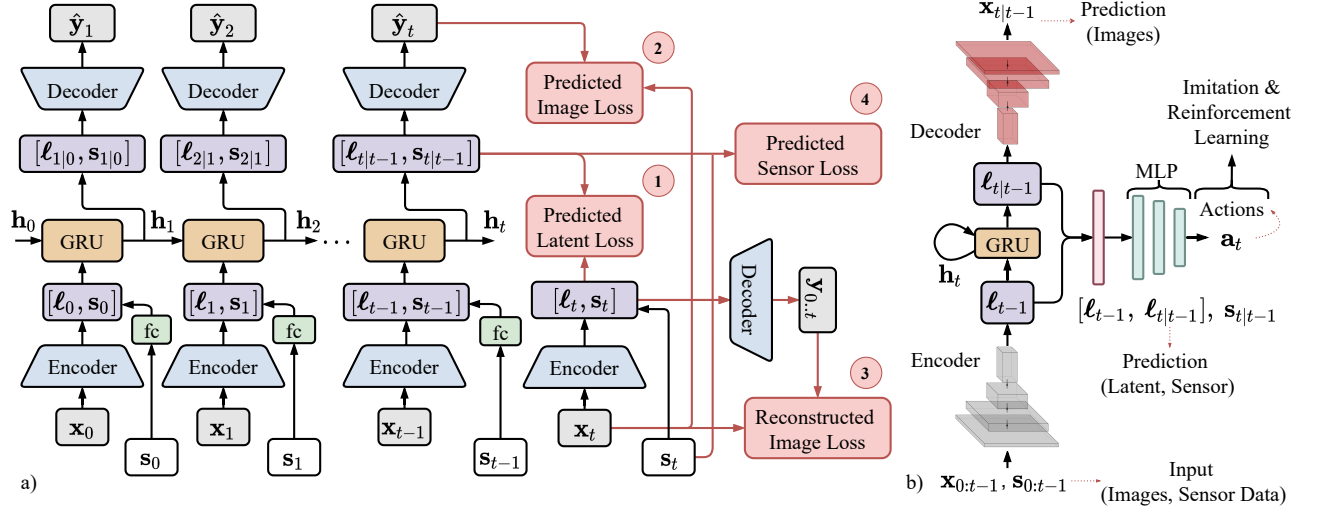 ŷ₁
ŷ₂
ŷₜ
Decoder
Decoder
Decoder
[ℓ₁|₀, s₁|₀]
[ℓ₂|₁, s₂|₁]
[ℓₜ|ₜ₋₁, sₜ|ₜ₋₁]
h₀
GRU
h₁
GRU
h₂
...
GRU
hₜ
[ℓ₀, s₀]
[ℓ₁, s₁]
[ℓₜ₋₁, sₜ₋₁]
[ℓₜ, sₜ]
fc
fc
fc
Encoder
Encoder
Encoder
Encoder
x₀
x₁
xₜ₋₁
xₜ
s₀
s₁
sₜ₋₁
sₜ
a)
2
Predicted
Image Loss
4
Predicted
Sensor Loss
1
Predicted
Latent Loss
Decoder
y₀..ₜ
3
Reconstructed
Image Loss
xₜ|ₜ₋₁
Prediction
(Images)
Decoder
Imitation &
Reinforcement
Learning
ℓₜ|ₜ₋₁
MLP
GRU
hₜ
Actions
aₜ
ℓₜ₋₁
[ℓₜ₋₁, ℓₜ|ₜ₋₁], sₜ|ₜ₋₁
Encoder
Prediction
(Latent, Sensor)
b)
x₀:ₜ₋₁, s₀:ₜ₋₁
Input
(Images, Sensor Data)